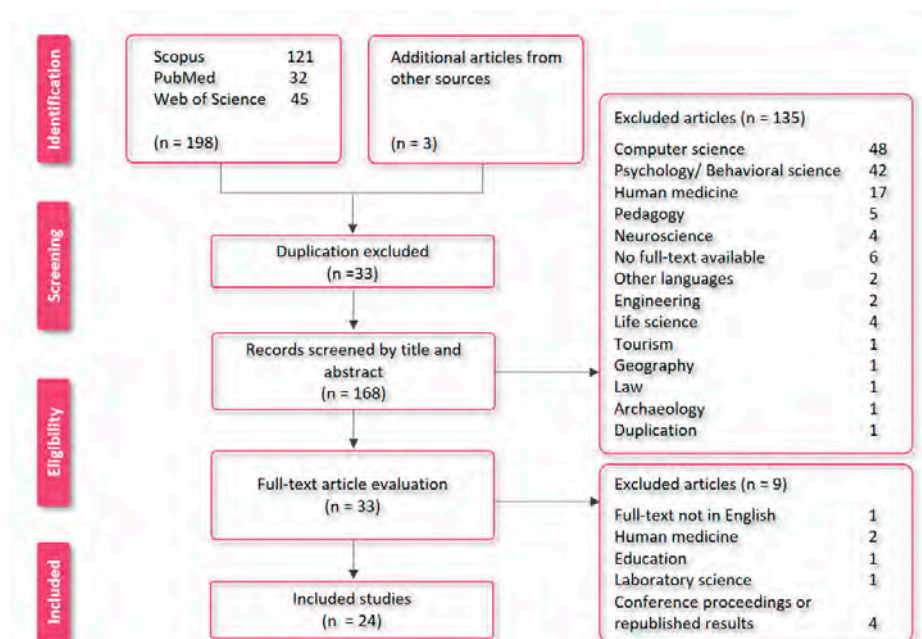 Identification
Scopus 121
PubMed 32
Web of Science 45
(n = 198)
Additional articles from
other sources
(n = 3)
Excluded articles (n = 135)
Computer science 48
Psychology/ Behavioral science 42
Human medicine 17
Pedagogy 5
Neuroscience 4
No full-text available 6
Other languages 2
Engineering 2
Life science 4
Tourism 1
Geography 1
Law 1
Archaeology 1
Duplication 1
Screening
Duplication excluded
(n =33)
Records screened by title and
abstract
(n = 168)
Eligibility
Full-text article evaluation
(n = 33)
Excluded articles (n = 9)
Full-text not in English 1
Human medicine 2
Education 1
Laboratory science 1
Conference proceedings or
republished results 4
Included
Included studies
(n = 24)